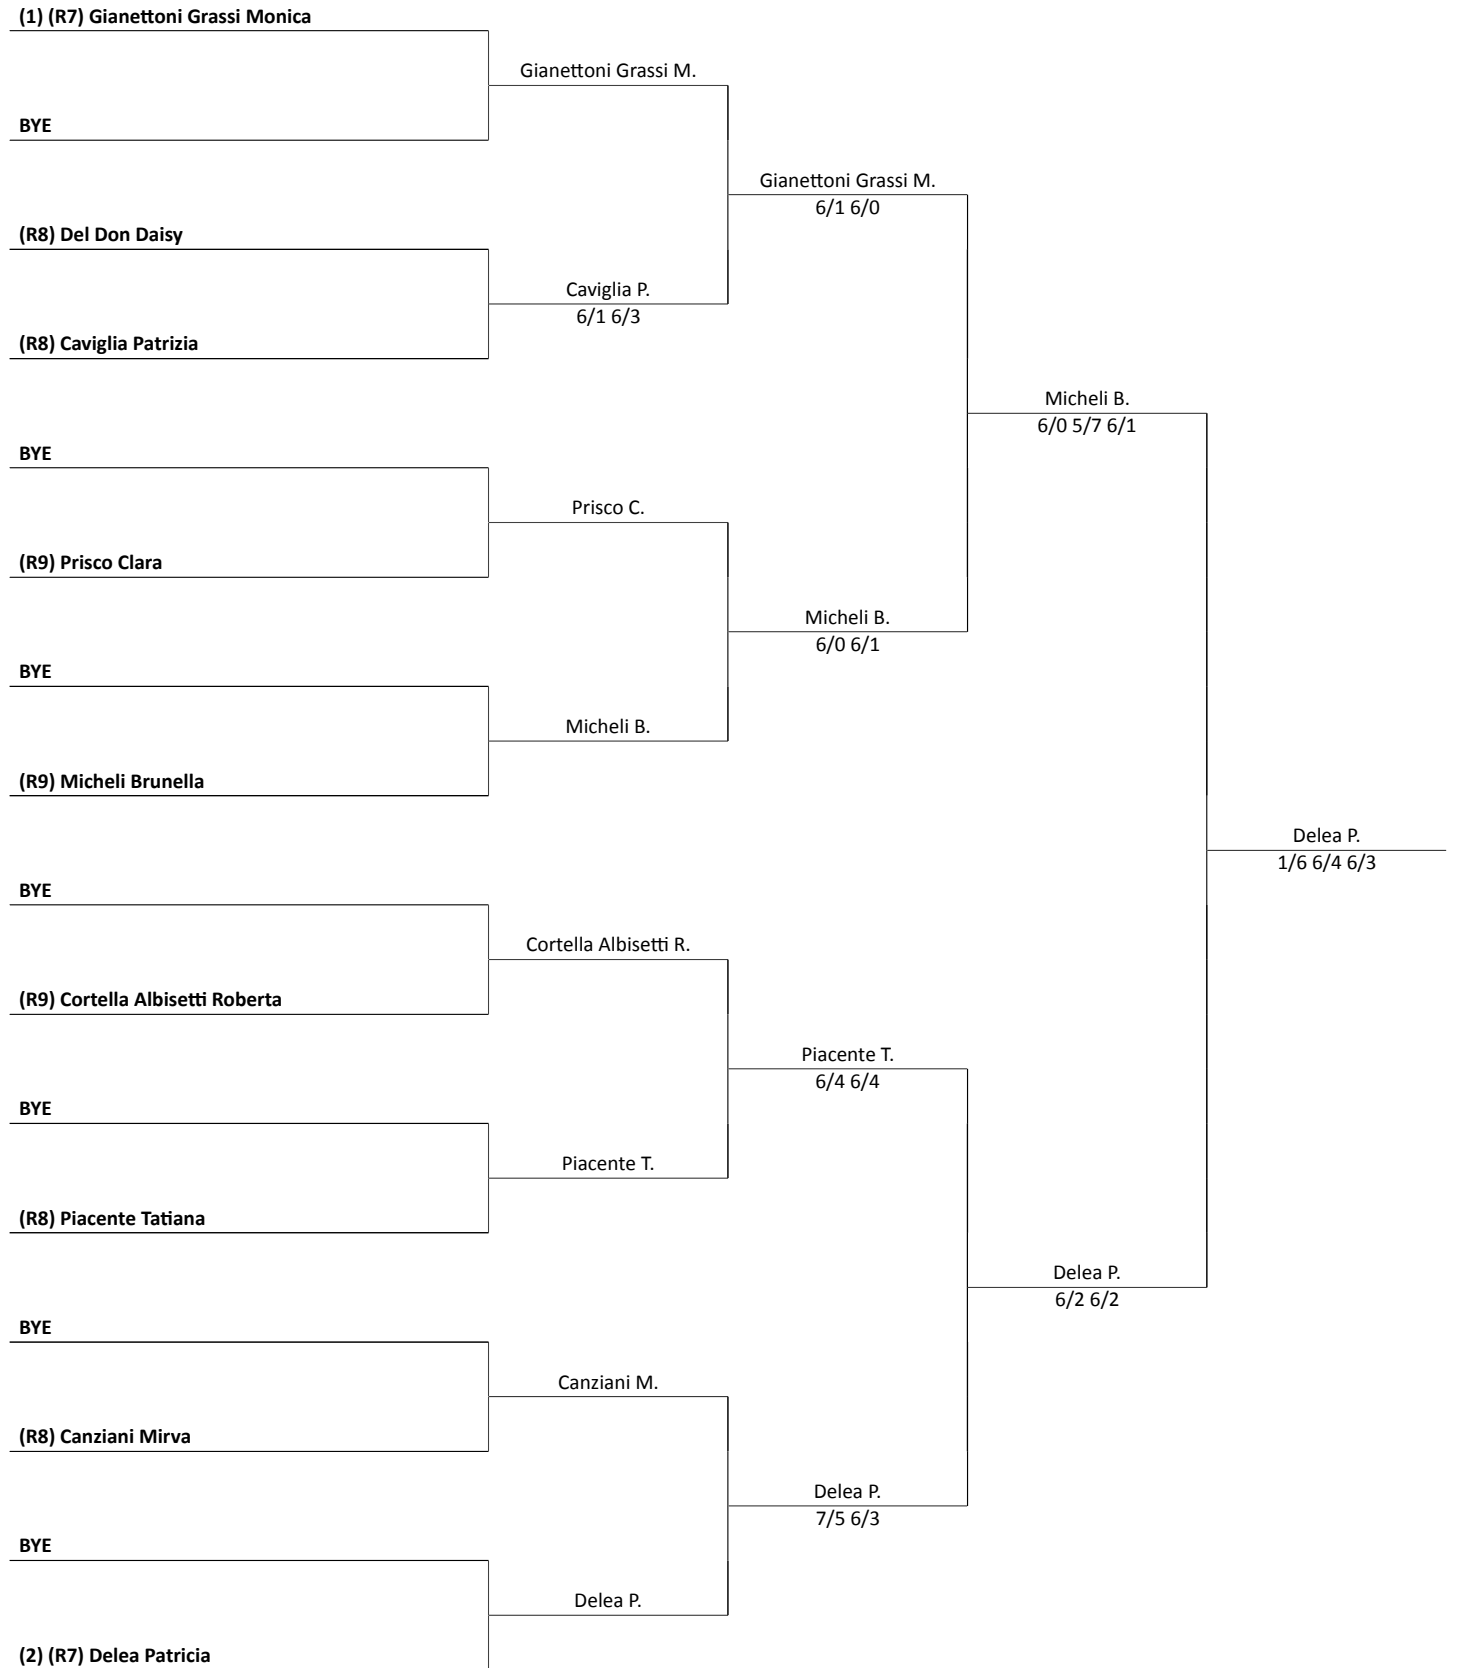 (1) (R7) Gianettoni Grassi Monica
Gianettoni Grassi M.
BYE
Gianettoni Grassi M.
6/1 6/0
(R8) Del Don Daisy
Caviglia P.
6/1 6/3
(R8) Caviglia Patrizia
Micheli B.
6/0 5/7 6/1
BYE
Prisco C.
(R9) Prisco Clara
Micheli B.
6/0 6/1
BYE
Micheli B.
(R9) Micheli Brunella
Delea P.
1/6 6/4 6/3
BYE
Cortella Albisetti R.
(R9) Cortella Albisetti Roberta
Piacente T.
6/4 6/4
BYE
Piacente T.
(R8) Piacente Tatiana
Delea P.
6/2 6/2
BYE
Canziani M.
(R8) Canziani Mirva
Delea P.
7/5 6/3
BYE
Delea P.
(2) (R7) Delea Patricia